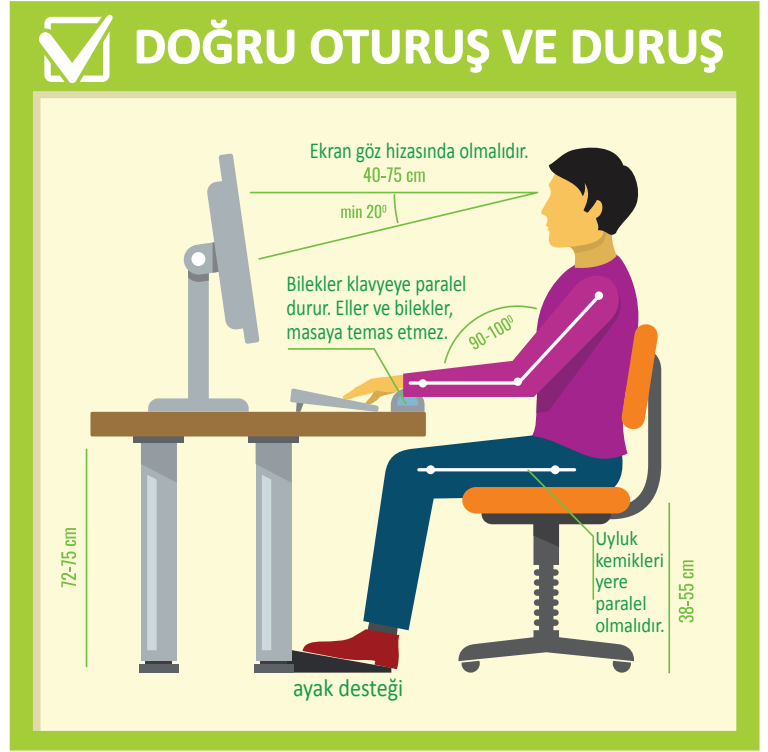 DOĞRU OTURUŞ VE DURUŞ
Ekran göz hizasında olmalıdır.
40-75 cm
min 20⁰
Bilekler klavyeye paralel
durur. Eller ve bilekler,
masaya temas etmez.
90-100⁰
72-75 cm
Uyluk
kemikleri
yere
paralel
olmalıdır.
38-55 cm
ayak desteği